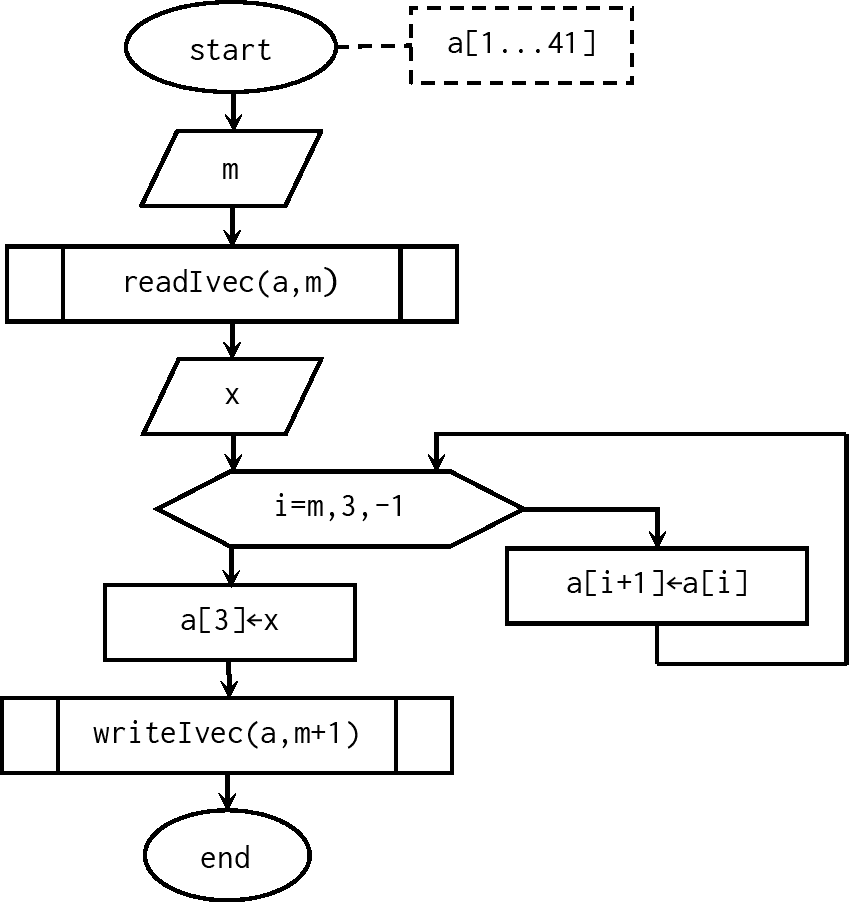 start
a[1...41]
m
readIvec(a,m)
x
i=m,3,-1
a[i+1]←a[i]
a[3]←x
writeIvec(a,m+1)
end